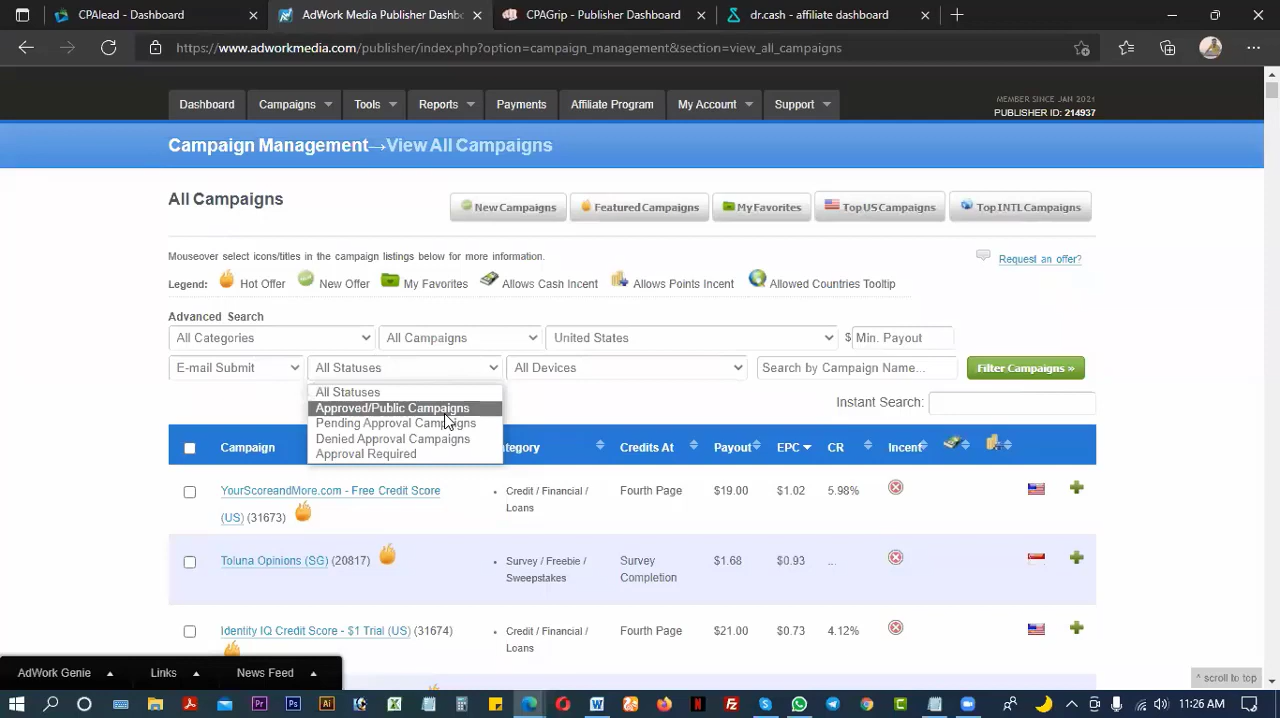 CPAlead - Dashboard
AdWork Media Publisher Dashbo
CPAGrip - Publisher Dashboard
dr.cash - affiliate dashboard
https://www.adworkmedia.com/publisher/index.php?option=campaign_management&section=view_all_campaigns
Dashboard
Campaigns
Tools
Reports
Payments
Affiliate Program
My Account
Support
MEMBER SINCE JAN 2021
PUBLISHER ID: 214937
Campaign Management→View All Campaigns
All Campaigns
New Campaigns
Featured Campaigns
My Favorites
Top US Campaigns
Top INTL Campaigns
Mouseover select icons/titles in the campaign listings below for more information.
Request an offer?
Legend:
Hot Offer
New Offer
My Favorites
Allows Cash Incent
Allows Points Incent
Allowed Countries Tooltip
Advanced Search
All Categories
All Campaigns
United States
$ Min. Payout
E-mail Submit
All Statuses
All Devices
Search by Campaign Name...
Filter Campaigns »
All Statuses
Approved/Public Campaigns
Pending Approval Campaigns
Denied Approval Campaigns
Approval Required
Instant Search:
Campaign
ategory
Credits At
Payout
EPC
CR
Incent
YourScoreandMore.com - Free Credit Score
(US) (31673)
Credit / Financial /
Loans
Fourth Page
$19.00
$1.02
5.98%
Toluna Opinions (SG) (20817)
Survey / Freebie /
Sweepstakes
Survey
Completion
$1.68
$0.93
...
Identity IQ Credit Score - $1 Trial (US) (31674)
Credit / Financial /
Loans
Fourth Page
$21.00
$0.73
4.12%
AdWork Genie
Links
News Feed
^ scroll to top
11:26 AM